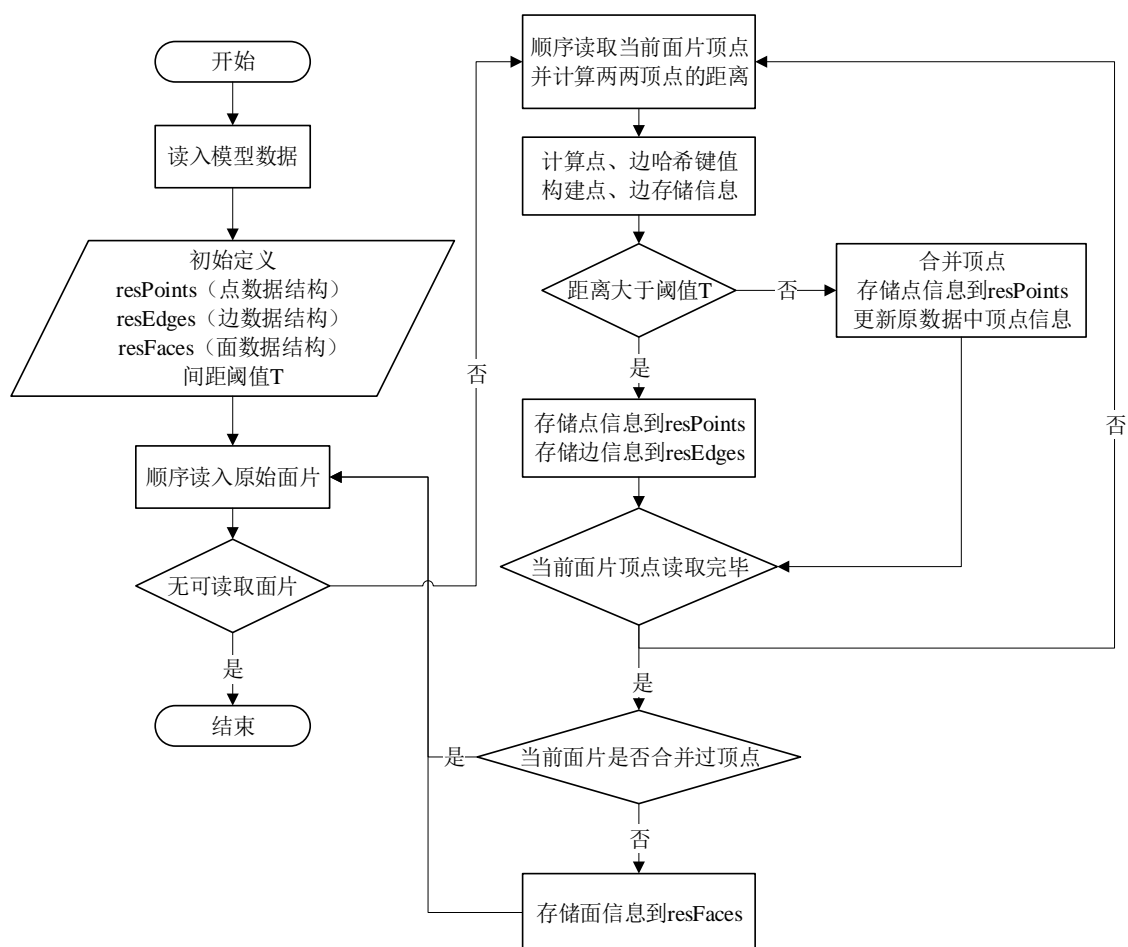 开始
读入模型数据
初始定义
resPoints（点数据结构）
resEdges（边数据结构）
resFaces（面数据结构）
间距阈值T
顺序读入原始面片
无可读取面片
是
结束
否
顺序读取当前面片顶点
并计算两两顶点的距离
计算点、边哈希键值
构建点、边存储信息
距离大于阈值T
否
合并顶点
存储点信息到resPoints
更新原数据中顶点信息
是
存储点信息到resPoints
存储边信息到resEdges
当前面片顶点读取完毕
否
是
当前面片是否合并过顶点
是
否
存储面信息到resFaces